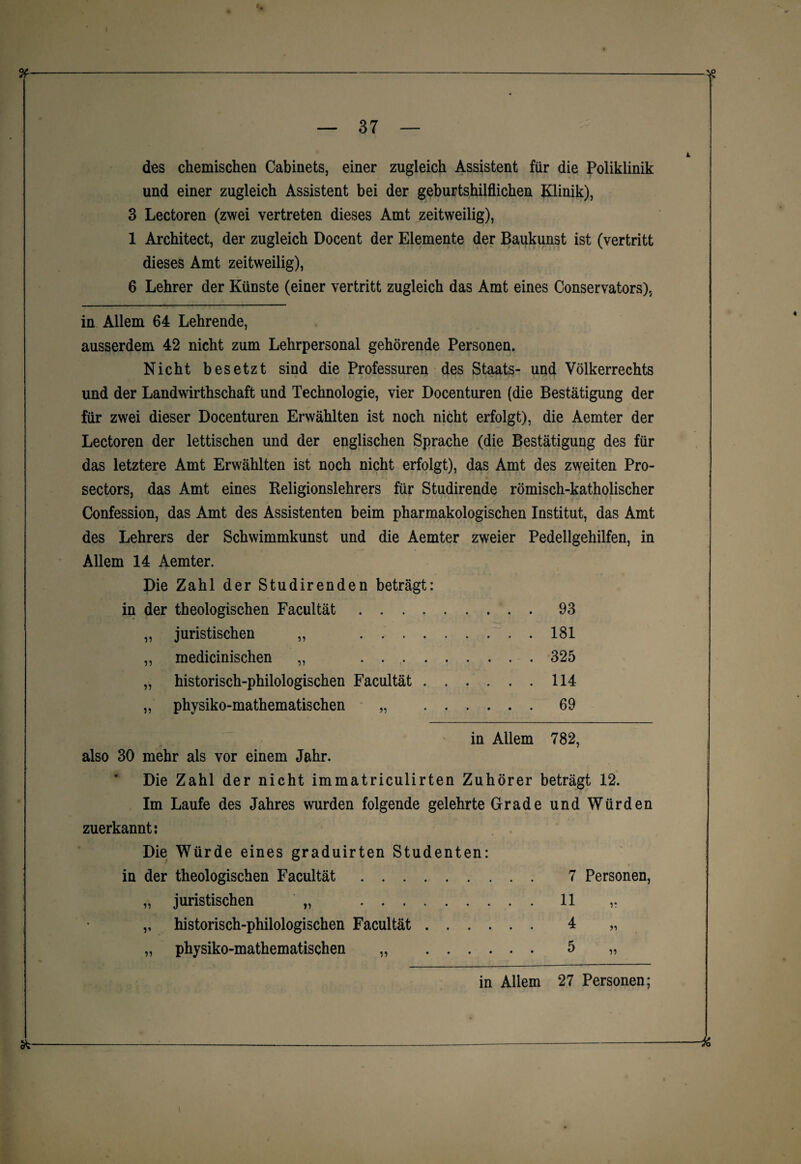 — 37 —
des chemischen Cabinets, einer zugleich Assistent für die Poliklinik
und einer zugleich Assistent bei der geburtshilflichen Klinik),
3 Lectoren (zwei vertreten dieses Amt zeitweilig),
1 Architect, der zugleich Docent der Elemente der Baukunst ist (vertritt
dieses Amt zeitweilig),
6 Lehrer der Künste (einer vertritt zugleich das Amt eines Conservators),
in Allem 64 Lehrende,
ausserdem 42 nicht zum Lehrpersonal gehörende Personen.
Nicht besetzt sind die Professuren des Staats- und Völkerrechts
und der Landwirthschaft und Technologie, vier Docenturen (die Bestätigung der
für zwei dieser Docenturen Erwählten ist noch nicht erfolgt), die Aemter der
Lectoren der lettischen und der englischen Sprache (die Bestätigung des für
das letztere Amt Erwählten ist noch nicht erfolgt), das Amt des zweiten Pro-
sectors, das Amt eines Religionslehrers für Studirende römisch-katholischer
Confession, das Amt des Assistenten beim pharmakologischen Institut, das Amt
des Lehrers der Schwimmkunst und die Aemter zweier Pedellgehilfen, in
Allem 14 Aemter.
Die Zahl der Studirenden beträgt:
in der theologischen Facultät . . . . . . . . . 93
„ juristischen „ . . . . . . . . . 181
„ medicinischen „ . . . . . . . . . 325
„ historisch-philologischen Facultät . . . . . . 114
„ physiko-mathematischen „ . . . . . . 69
in Allem 782,
also 30 mehr als vor einem Jahr.
Die Zahl der nicht immatriculirten Zuhörer beträgt 12.
Im Laufe des Jahres wurden folgende gelehrte Grade und Würden
zuerkannt:
Die Würde eines graduirten Studenten:
in der theologischen Facultät . . . . . . . . . 7 Personen,
„ juristischen „ . . . . . . . . . 11 „
„ historisch-philologischen Facultät . . . . . . 4 „
„ physiko-mathematischen „ . . . . . . 5 „
in Allem 27 Personen;